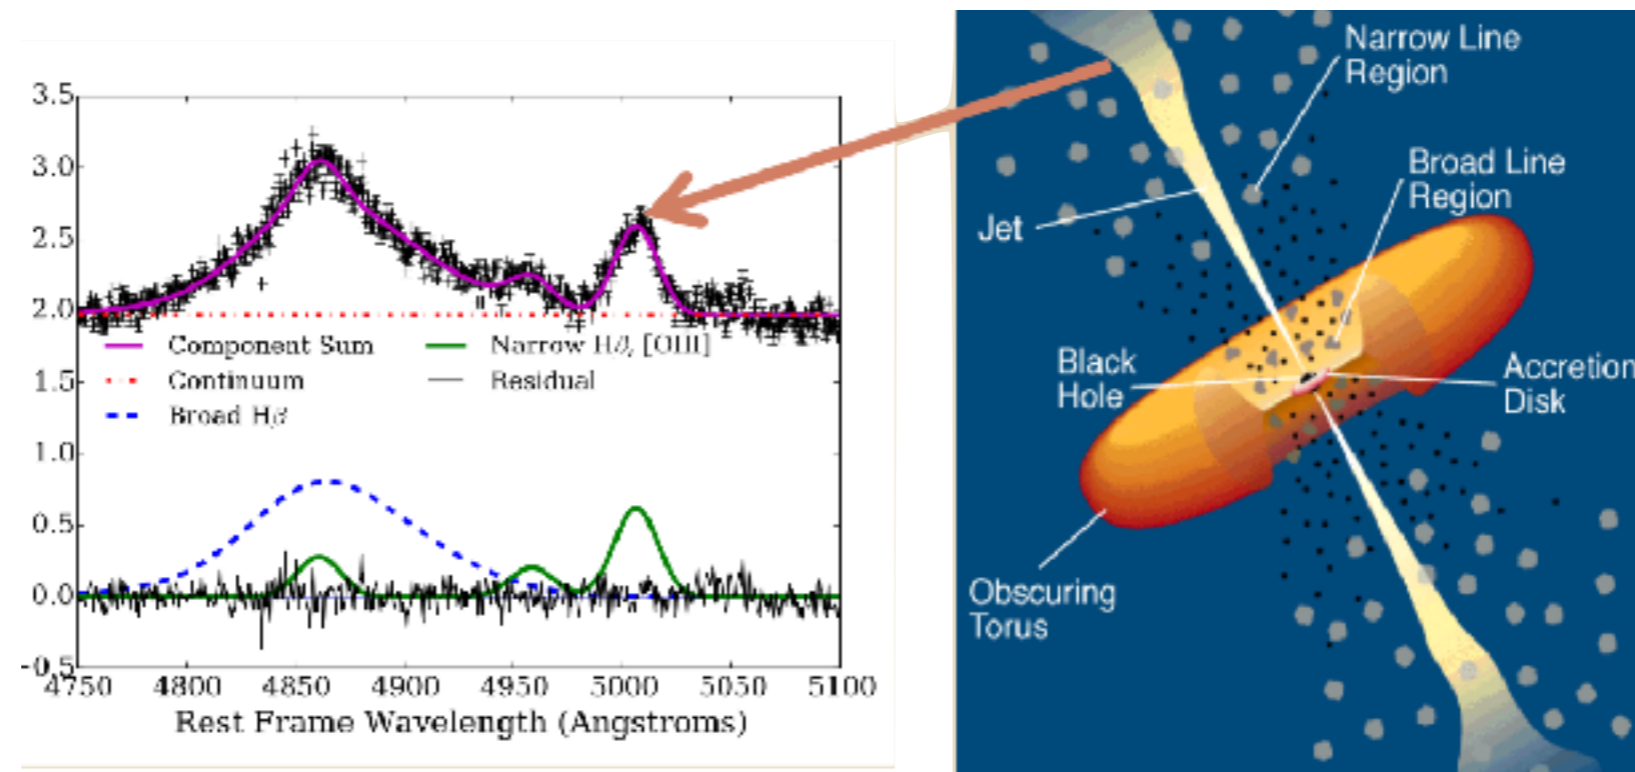 3.5
3.0
2.5
2.0
1.5
1.0
0.5
0.0
-0.5
Component Sum
Continuum
Broad Hβ
Narrow Hβ, [OIII]
Residual
4750 4800 4850 4900 4950 5000 5050 5100
Rest Frame Wavelength (Angstroms)
Narrow Line
Region
Broad Line
Region
Jet
Black
Hole
Accretion
Disk
Obscuring
Torus